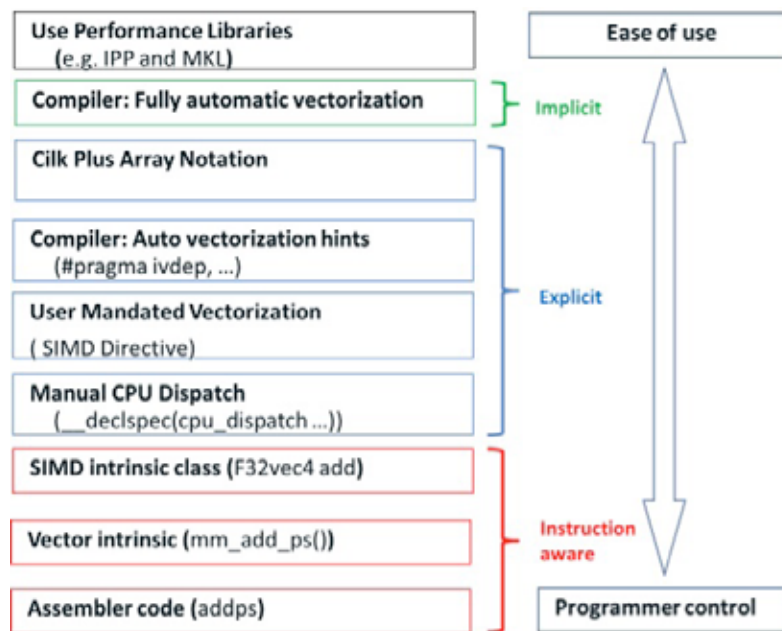 Use Performance Libraries
(e.g. IPP and MKL)
Ease of use
Compiler: Fully automatic vectorization
Implicit
Cilk Plus Array Notation
Compiler: Auto vectorization hints
(#pragma ivdep, ...)
Explicit
User Mandated Vectorization
( SIMD Directive)
Manual CPU Dispatch
(__declspec(cpu_dispatch ...))
SIMD intrinsic class (F32vec4 add)
Vector intrinsic (mm_add_ps())
Instruction
aware
Assembler code (addps)
Programmer control